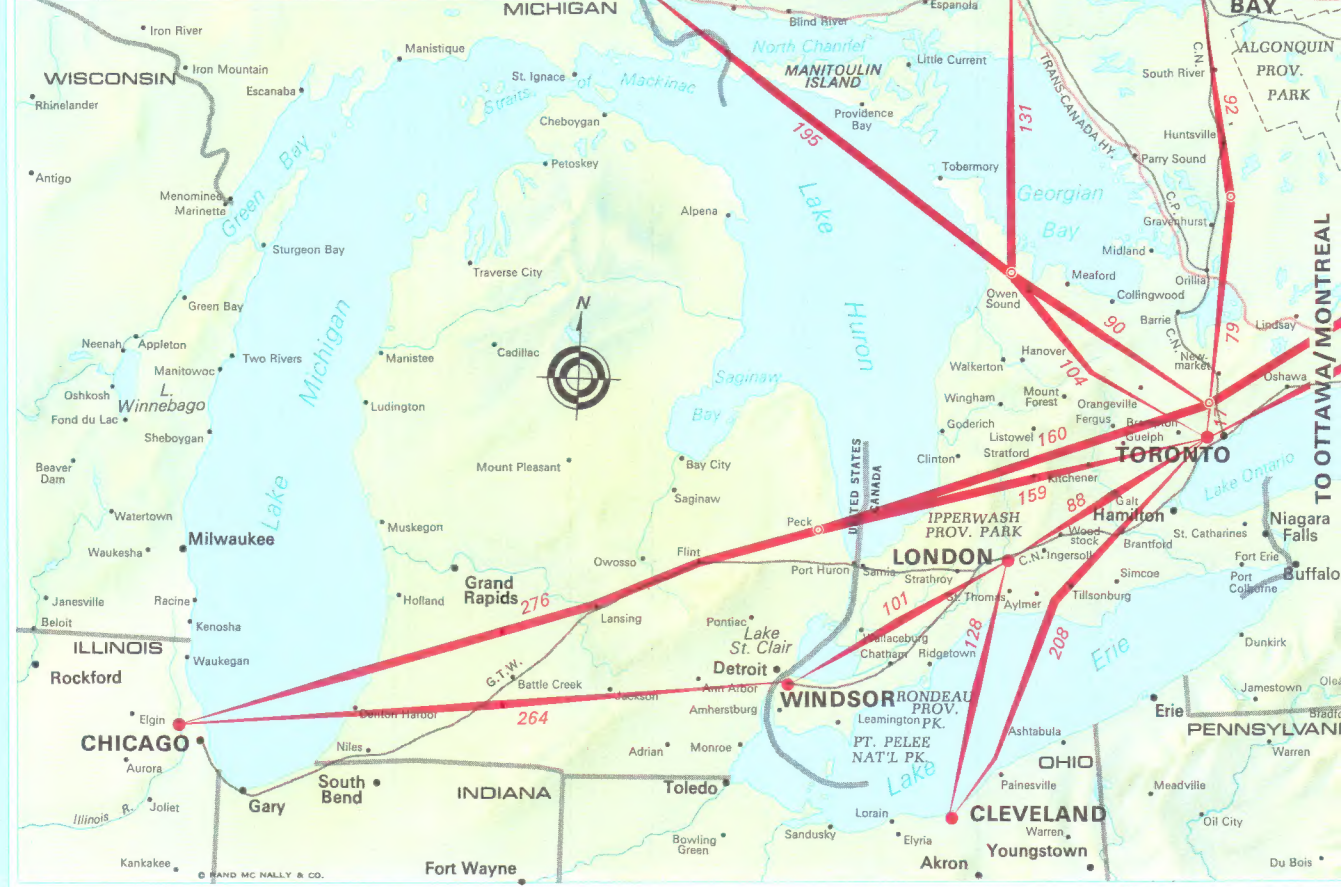 MICHIGAN
Blind River
Espanola
BAY
Iron River
Manistique
North Channel
Little Current
C.N.
ALGONQUIN
PROV.
PARK
WISCONSIN
Iron Mountain
St. Ignace
Straits of Mackinac
MANITOULIN
ISLAND
TRANS-CANADA HY.
South River
Rhinelander
Escanaba
Cheboygan
Providence
Bay
131
92
195
Huntsville
Green Bay
Petoskey
Tobermory
Parry Sound
Antigo
Menominee
Marinette
Lake
Huron
Georgian
Bay
C.P.
Gravenhurst
Alpena
Sturgeon Bay
Midland
Traverse City
Meaford
Orillia
Owen
Sound
Collingwood
Green Bay
N
Barrie
C.N.
90
79
Lindsay
TO OTTAWA/MONTREAL
Neenah
Appleton
Two Rivers
Lake
Michigan
Manistee
Cadillac
Hanover
New-
market
Manitowoc
Walkerton
104
Oshkosh
L.
Winnebago
Saginaw
Bay
Oshawa
Ludington
Wingham
Mount
Forest
Orangeville
Fond du Lac
Fergus
Brampton
17
Sheboygan
Goderich
Listowel
160
Guelph
Clinton
Stratford
TORONTO
Beaver
Dam
Mount Pleasant
Bay City
UNITED STATES
CANADA
Kitchener
Lake Ontario
Saginaw
159
88
Galt
Watertown
Muskegon
Peck
IPPERWASH
PROV. PARK
Hamilton
Niagara
Falls
Milwaukee
Wood
stock
St. Catharines
Waukesha
Flint
LONDON
C.N.
Ingersoll
Brantford
Fort Erie
Owosso
Port Huron
Sarnia
Strathroy
Simcoe
Port
Colborne
Buffalo
Grand
Rapids
St. Thomas
Aylmer
Tillsonburg
Janesville
Racine
Holland
276
Lansing
101
Beloit
Kenosha
Pontiac
Lake
St. Clair
Wallaceburg
128
208
Dunkirk
ILLINOIS
Waukegan
G.T.W.
Chatham
Ridgetown
Lake
Erie
Rockford
Detroit
Battle Creek
Jackson
Ann Arbor
WINDSOR
RONDEAU
PROV.
PK.
Jamestown
Elgin
264
Amherstburg
Leamington
Erie
CHICAGO
Niles
Adrian
Monroe
PT. PELEE
NAT'L PK.
Ashtabula
PENNSYLVANI
Warren
Aurora
OHIO
South
Bend
Toledo
Painesville
Meadville
Joliet
Gary
INDIANA
Illinois R.
Lorain
CLEVELAND
Oil City
Bowling
Green
Sandusky
Elyria
Warren
Youngstown
Kankakee
Fort Wayne
Akron
Du Bois
© RAND MC NALLY & CO.